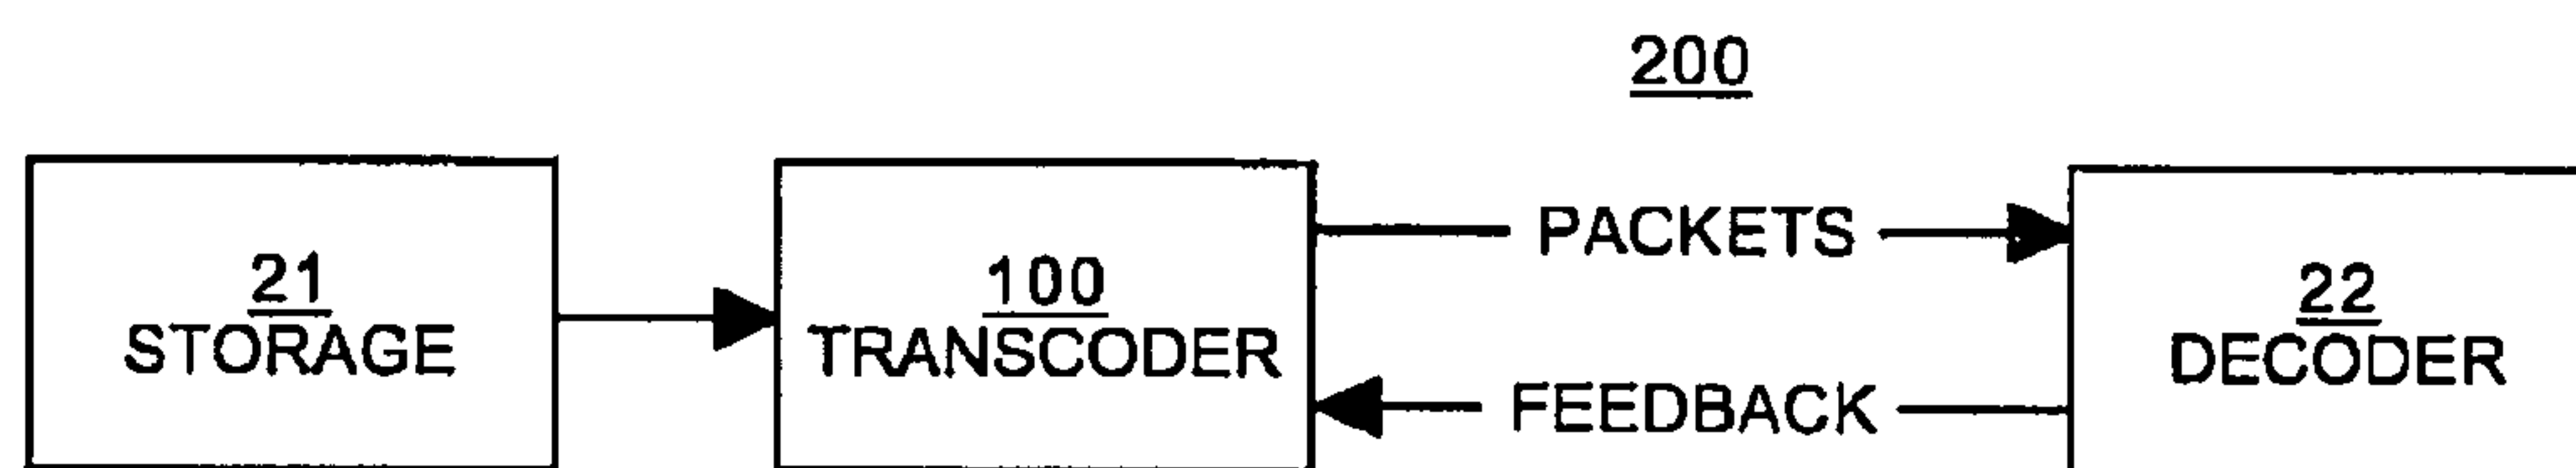 200
21
STORAGE
100
TRANSCODER
PACKETS
FEEDBACK
22
DECODER